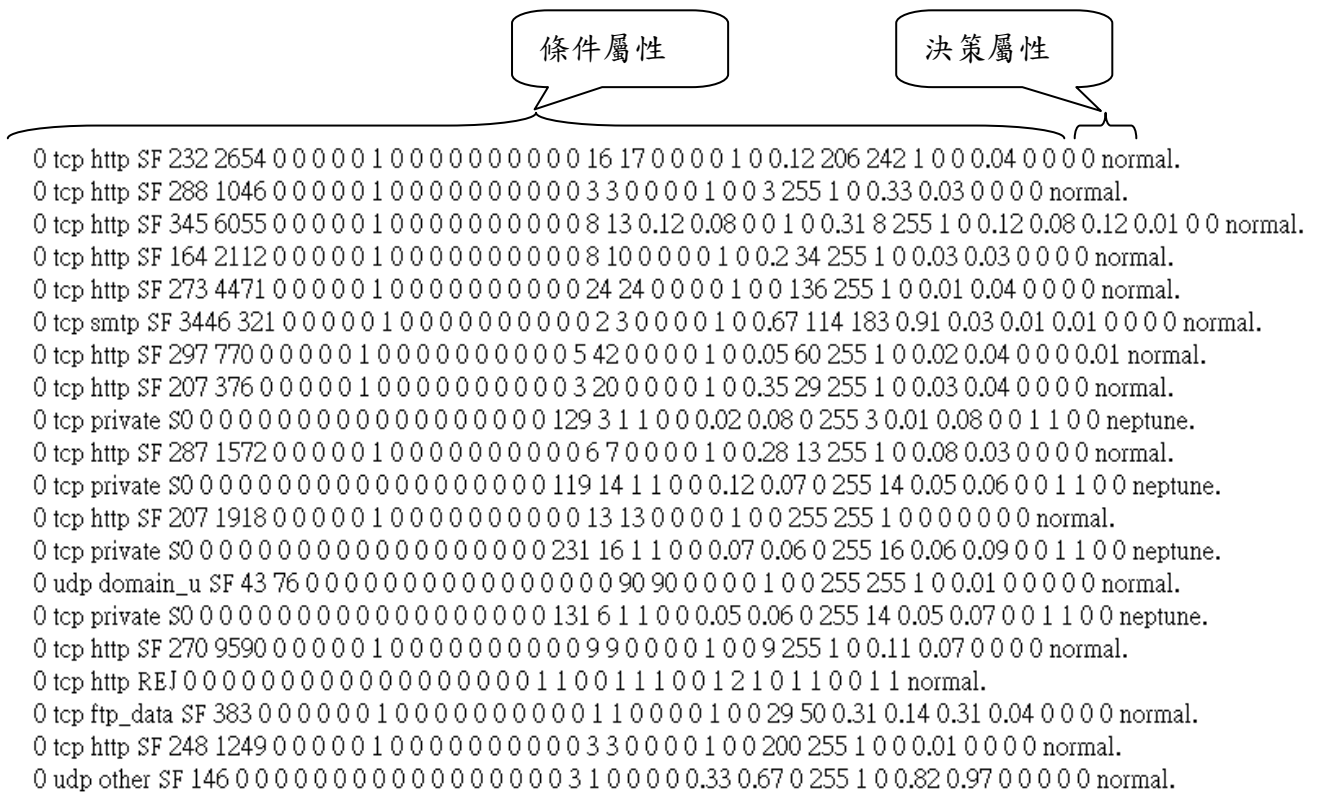 條件屬性
決策屬性
0 tcp http SF 232 2654 0 0 0 0 0 1 0 0 0 0 0 0 0 0 0 0 16 17 0 0 0 0 1 0 0.12 206 242 1 0 0 0.04 0 0 0 0 normal.
0 tcp http SF 288 1046 0 0 0 0 0 1 0 0 0 0 0 0 0 0 0 0 3 3 0 0 0 0 1 0 0 3 255 1 0 0.33 0.03 0 0 0 0 normal.
0 tcp http SF 345 6055 0 0 0 0 0 1 0 0 0 0 0 0 0 0 0 0 8 13 0.12 0.08 0 0 1 0 0.31 8 255 1 0 0.12 0.08 0.12 0.01 0 0 normal.
0 tcp http SF 164 2112 0 0 0 0 0 1 0 0 0 0 0 0 0 0 0 0 8 10 0 0 0 0 1 0 0.2 34 255 1 0 0.03 0.03 0 0 0 0 normal.
0 tcp http SF 273 4471 0 0 0 0 0 1 0 0 0 0 0 0 0 0 0 0 24 24 0 0 0 0 1 0 0 136 255 1 0 0.01 0.04 0 0 0 0 normal.
0 tcp smtp SF 3446 321 0 0 0 0 0 1 0 0 0 0 0 0 0 0 0 0 2 3 0 0 0 0 1 0 0.67 114 183 0.91 0.03 0.01 0.01 0 0 0 0 normal.
0 tcp http SF 297 770 0 0 0 0 0 1 0 0 0 0 0 0 0 0 0 0 5 42 0 0 0 0 1 0 0.05 60 255 1 0 0.02 0.04 0 0 0 0.01 normal.
0 tcp http SF 207 376 0 0 0 0 0 1 0 0 0 0 0 0 0 0 0 0 3 20 0 0 0 0 1 0 0.35 29 255 1 0 0.03 0.04 0 0 0 0 normal.
0 tcp private S0 0 0 0 0 0 0 0 0 0 0 0 0 0 0 0 0 0 0 129 3 1 1 0 0 0.02 0.08 0 255 3 0.01 0.08 0 0 1 1 0 0 neptune.
0 tcp http SF 287 1572 0 0 0 0 0 1 0 0 0 0 0 0 0 0 0 0 6 7 0 0 0 0 1 0 0.28 13 255 1 0 0.08 0.03 0 0 0 0 normal.
0 tcp private S0 0 0 0 0 0 0 0 0 0 0 0 0 0 0 0 0 0 0 119 14 1 1 0 0 0.12 0.07 0 255 14 0.05 0.06 0 0 1 1 0 0 neptune.
0 tcp http SF 207 1918 0 0 0 0 0 1 0 0 0 0 0 0 0 0 0 0 13 13 0 0 0 0 1 0 0 255 255 1 0 0 0 0 0 0 0 normal.
0 tcp private S0 0 0 0 0 0 0 0 0 0 0 0 0 0 0 0 0 0 0 231 16 1 1 0 0 0.07 0.06 0 255 16 0.06 0.09 0 0 1 1 0 0 neptune.
0 udp domain_u SF 43 76 0 0 0 0 0 0 0 0 0 0 0 0 0 0 0 0 90 90 0 0 0 0 1 0 0 255 255 1 0 0.01 0 0 0 0 0 normal.
0 tcp private S0 0 0 0 0 0 0 0 0 0 0 0 0 0 0 0 0 0 0 131 6 1 1 0 0 0.05 0.06 0 255 14 0.05 0.07 0 0 1 1 0 0 neptune.
0 tcp http SF 270 9590 0 0 0 0 0 1 0 0 0 0 0 0 0 0 0 0 9 9 0 0 0 0 1 0 0 9 255 1 0 0.11 0.07 0 0 0 0 normal.
0 tcp http REJ 0 0 0 0 0 0 0 0 0 0 0 0 0 0 0 0 0 0 1 1 0 0 1 1 1 0 0 1 2 1 0 1 1 0 0 1 1 normal.
0 tcp ftp_data SF 383 0 0 0 0 0 0 1 0 0 0 0 0 0 0 0 0 0 1 1 0 0 0 0 1 0 0 29 50 0.31 0.14 0.31 0.04 0 0 0 0 normal.
0 tcp http SF 248 1249 0 0 0 0 0 1 0 0 0 0 0 0 0 0 0 0 3 3 0 0 0 0 1 0 0 200 255 1 0 0 0.01 0 0 0 0 normal.
0 udp other SF 146 0 0 0 0 0 0 0 0 0 0 0 0 0 0 0 0 0 3 1 0 0 0 0 0.33 0.67 0 255 1 0 0.82 0.97 0 0 0 0 0 normal.